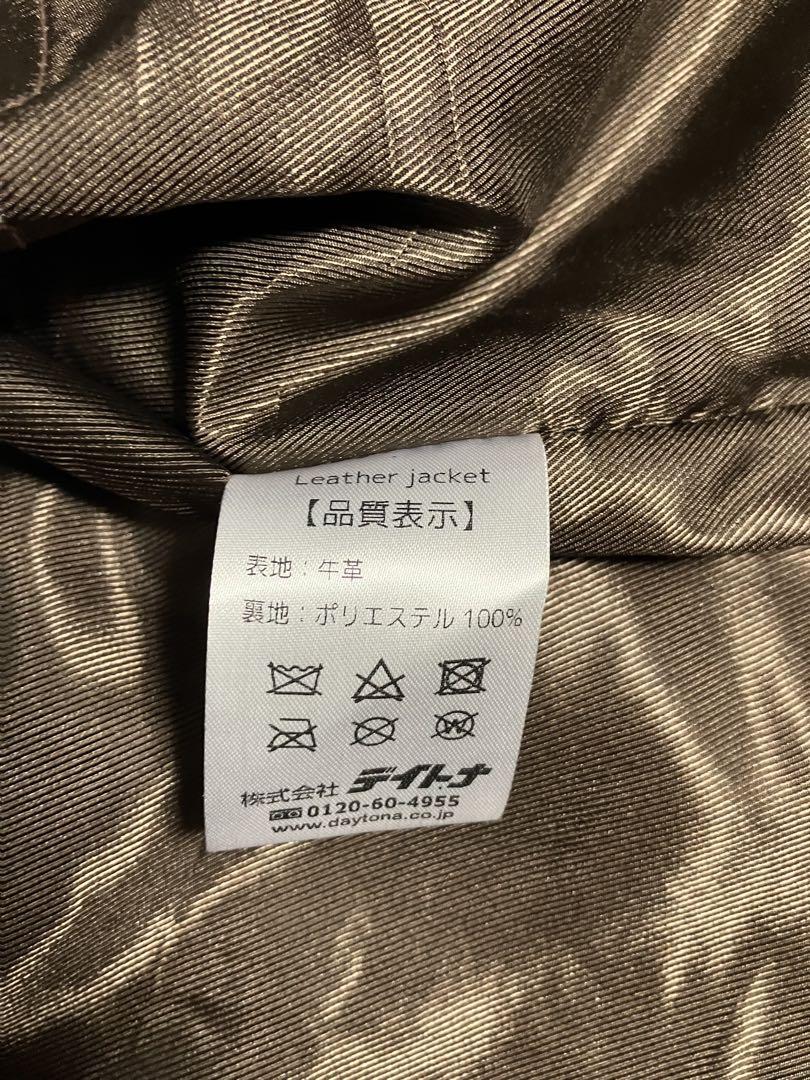 Leather jacket
【品質表示】
表地：牛革
裏地：ポリエステル 100%
株式会社 デイトナ
0120-60-4955
www.daytona.co.jp